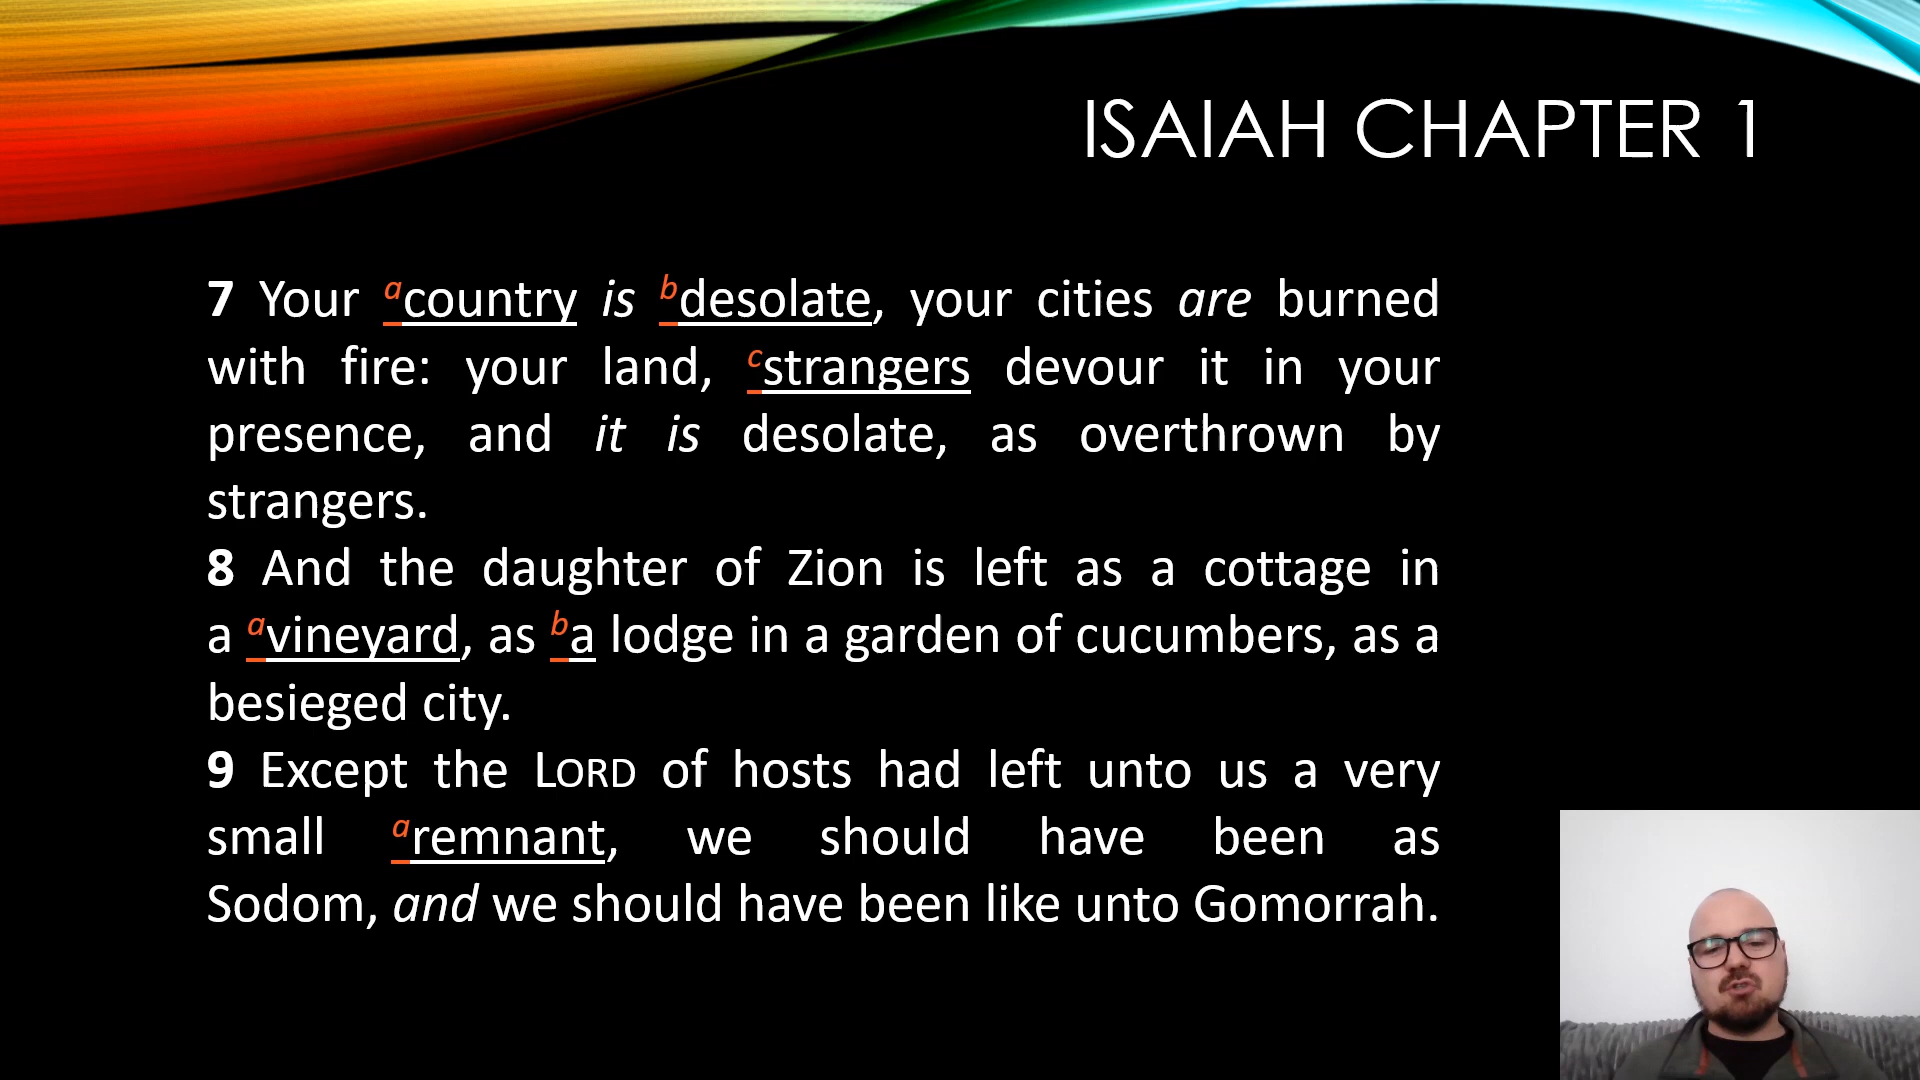 ISAIAH CHAPTER 1
7 Your acountry is bdesolate, your cities are burned
with fire: your land, cstrangers devour it in your
presence, and it is desolate, as overthrown by
strangers.
8 And the daughter of Zion is left as a cottage in
a avineyard, as ba lodge in a garden of cucumbers, as a
besieged city.
9 Except the LORD of hosts had left unto us a very
small aremnant, we should have been as
Sodom, and we should have been like unto Gomorrah.